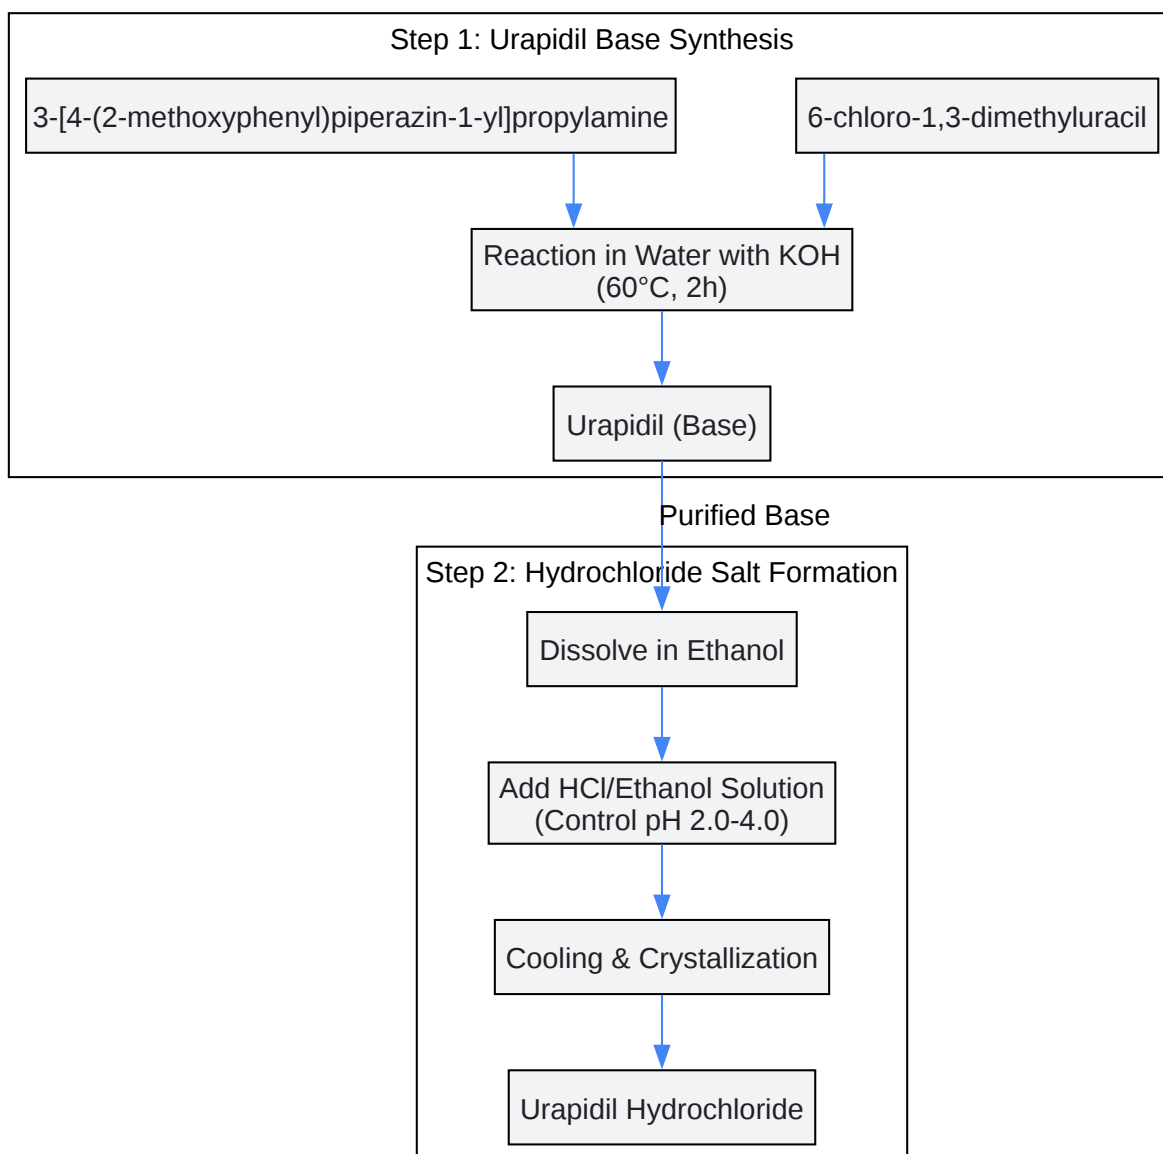 Step 1: Urapidil Base Synthesis
3-[4-(2-methoxyphenyl)piperazin-1-yl]propylamine
6-chloro-1,3-dimethyluracil
Reaction in Water with KOH
(60°C, 2h)
Urapidil (Base)
Purified Base
Step 2: Hydrochloride Salt Formation
Dissolve in Ethanol
Add HCl/Ethanol Solution
(Control pH 2.0-4.0)
Cooling & Crystallization
Urapidil Hydrochloride